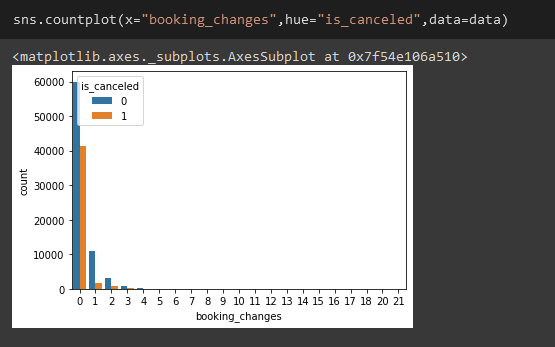 sns.countplot(x="booking_changes",hue="is_canceled",data=data)
<matplotlib.axes._subplots.AxesSubplot at 0x7f54e106a510>
is_canceled
0
1
60000
50000
40000
30000
20000
10000
0
count
0 1 2 3 4 5 6 7 8 9 10 11 12 13 14 15 16 17 18 20 21
booking_changes